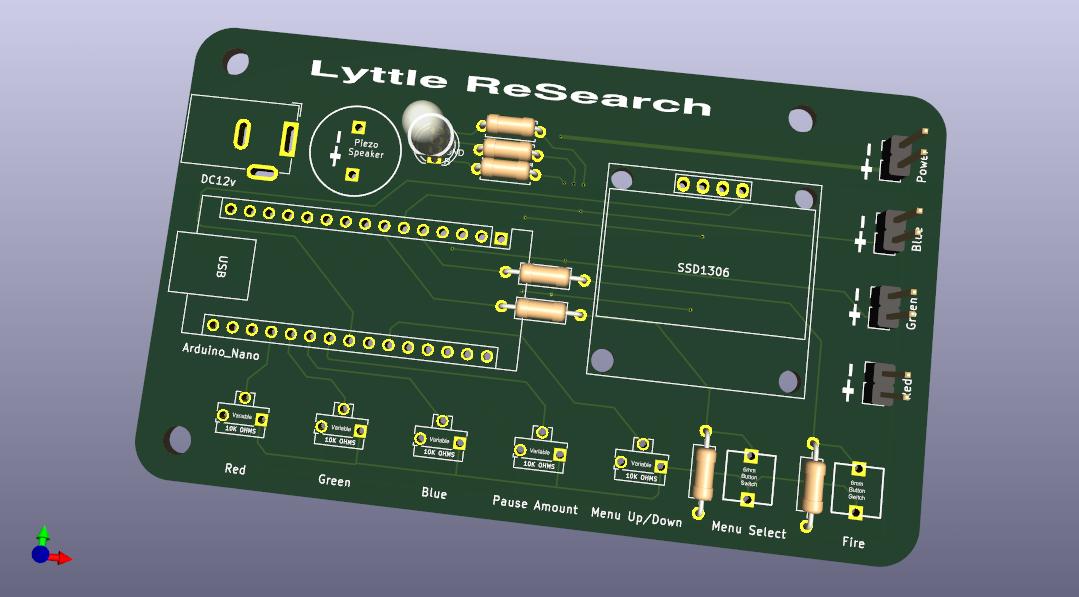 Lyttle ReSearch
Piezo
Speaker
Power
DC12v
Blue
SSD1306
USB
Green
Arduino_Nano
Red
Variable
10K OHMS
Variable
10K OHMS
Variable
10K OHMS
Variable
10K OHMS
Variable
10K OHMS
6mm
Button
Switch
6mm
Button
Switch
Red
Green
Blue
Pause Amount
Menu Up/Down
Menu Select
Fire